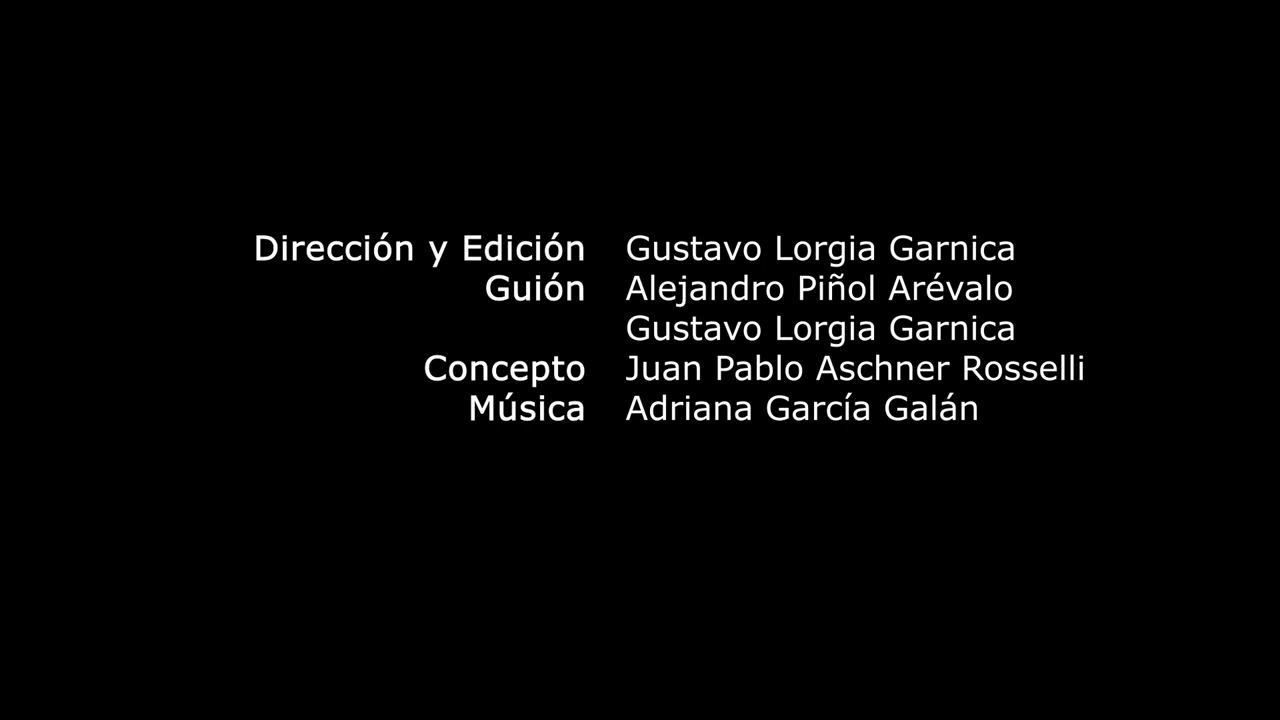 Dirección y Edición Gustavo Lorgia Garnica
Guión Alejandro Piñol Arévalo
Gustavo Lorgia Garnica
Concepto Juan Pablo Aschner Rosselli
Música Adriana García Galán